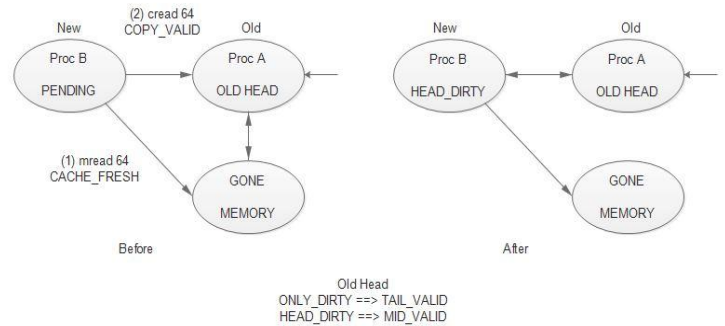 (2) cread 64
COPY_VALID
New
Old
Proc B
PENDING
Proc A
OLD HEAD
(1) mread 64
CACHE_FRESH
GONE
MEMORY
Before
New
Old
Proc B
HEAD_DIRTY
Proc A
OLD HEAD
GONE
MEMORY
After
Old Head
ONLY_DIRTY ==> TAIL_VALID
HEAD_DIRTY ==> MID_VALID